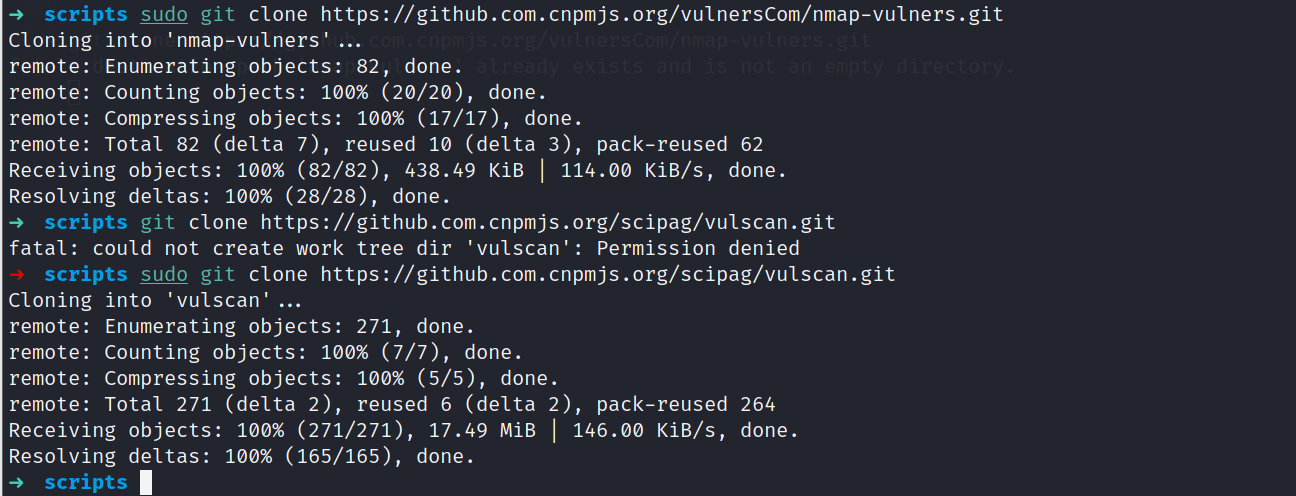 ➜ scripts sudo git clone https://github.com.cnpmjs.org/vulnersCom/nmap-vulners.git
Cloning into 'nmap-vulners'...
remote: Enumerating objects: 82, done.
remote: Counting objects: 100% (20/20), done.
remote: Compressing objects: 100% (17/17), done.
remote: Total 82 (delta 7), reused 10 (delta 3), pack-reused 62
Receiving objects: 100% (82/82), 438.49 KiB | 114.00 KiB/s, done.
Resolving deltas: 100% (28/28), done.
➜ scripts git clone https://github.com.cnpmjs.org/scipag/vulscan.git
fatal: could not create work tree dir 'vulscan': Permission denied
➜ scripts sudo git clone https://github.com.cnpmjs.org/scipag/vulscan.git
Cloning into 'vulscan'...
remote: Enumerating objects: 271, done.
remote: Counting objects: 100% (7/7), done.
remote: Compressing objects: 100% (5/5), done.
remote: Total 271 (delta 2), reused 6 (delta 2), pack-reused 264
Receiving objects: 100% (271/271), 17.49 MiB | 146.00 KiB/s, done.
Resolving deltas: 100% (165/165), done.
➜ scripts